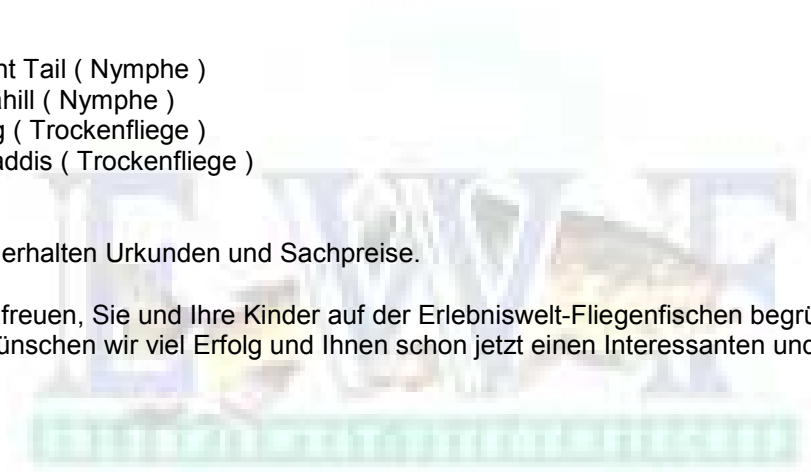 nt Tail ( Nymphe )
hill ( Nymphe )
g ( Trockenfliege )
addis ( Trockenfliege )
erhalten Urkunden und Sachpreise.
freuen, Sie und Ihre Kinder auf der Erlebniswelt-Fliegenfischen begrü
ünschen wir viel Erfolg und Ihnen schon jetzt einen Interessanten und
E W F